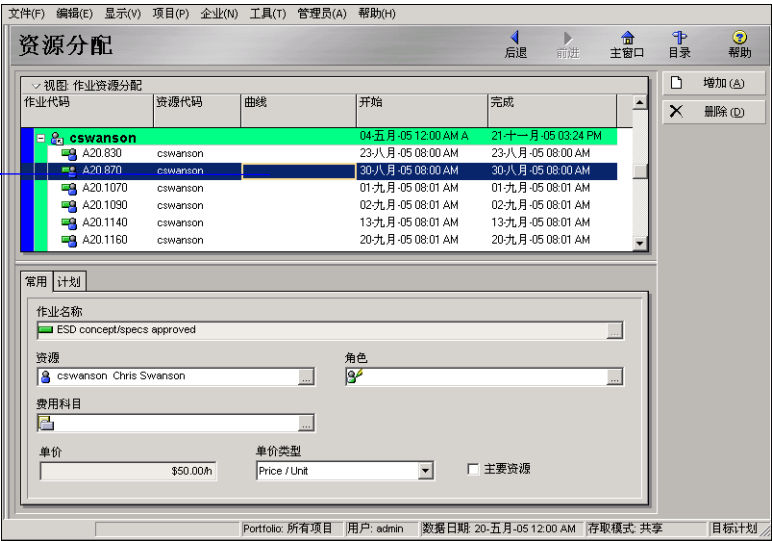 文件(F) 编辑(E) 显示(V) 项目(P) 企业(N) 工具(T) 管理员(A) 帮助(H)
资源分配
后退 前进 主窗口 目录 帮助
视图: 作业资源分配
作业代码 资源代码 曲线 开始 完成
cswanson 04-五月-05 12:00 AM A 21-十一月-05 03:24 PM
A20.830 cswanson 23-八月-05 08:00 AM 23-八月-05 08:00 AM
A20.870 cswanson 30-八月-05 08:00 AM 30-八月-05 08:00 AM
A20.1070 cswanson 01-九月-05 08:01 AM 01-九月-05 08:01 AM
A20.1090 cswanson 02-九月-05 08:01 AM 02-九月-05 08:01 AM
A20.1140 cswanson 13-九月-05 08:01 AM 13-九月-05 08:01 AM
A20.1160 cswanson 20-九月-05 08:01 AM 20-九月-05 08:01 AM
增加(A)
删除(D)
常用 计划
作业名称
ESD concept/specs approved
资源 角色
cswanson Chris Swanson
费用科目
单价 单价类型
$50.00/h Price / Unit 主要资源
Portfolio: 所有项目 用户: admin 数据日期: 20-五月-05 12:00 AM 存取模式: 共享 目标计划